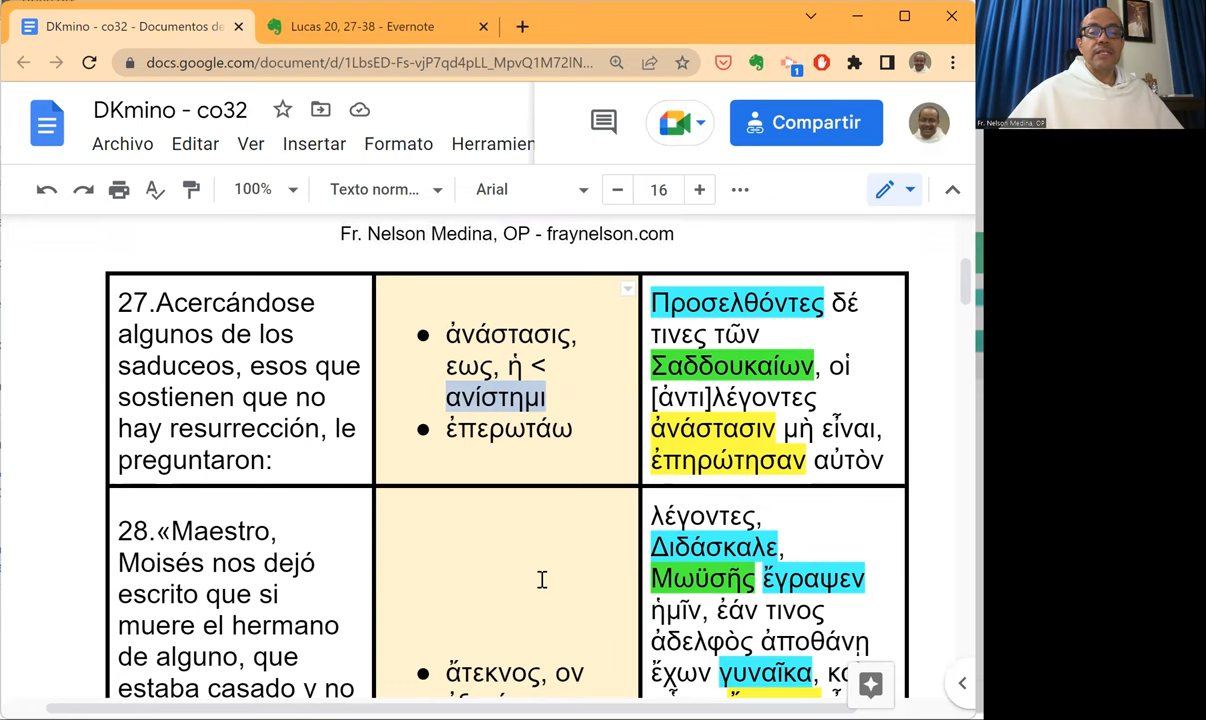 DKmino - co32 - Documentos de
Lucas 20, 27-38 - Evernote
docs.google.com/document/d/1LbsED-Fs-vjP7qd4pLL_MpvQ1M72lN...
1
DKmino - co32
Compartir
Archivo Editar Ver Insertar Formato Herramien
100% Texto norm... Arial 16
Fr. Nelson Medina, OP
Fr. Nelson Medina, OP - fraynelson.com
27.Acercándose
algunos de los
saduceos, esos que
sostienen que no
hay resurrección, le
preguntaron:
● ἀνάστασις,
εως, ἡ <
ανίστημι
● ἐπερωτάω
Προσελθόντες δέ
τινες τῶν
Σαδδουκαίων, οἱ
[ἀντι]λέγοντες
ἀνάστασιν μὴ εἶναι,
ἐπηρώτησαν αὐτὸν
28.«Maestro,
Moisés nos dejó
escrito que si
muere el hermano
de alguno, que
estaba casado y no
● ἄτεκνος, ον
λέγοντες,
Διδάσκαλε,
Μωϋσῆς ἔγραψεν
ἡμῖν, ἐάν τινος
ἀδελφὸς ἀποθάνῃ
ἔχων γυναῖκα,